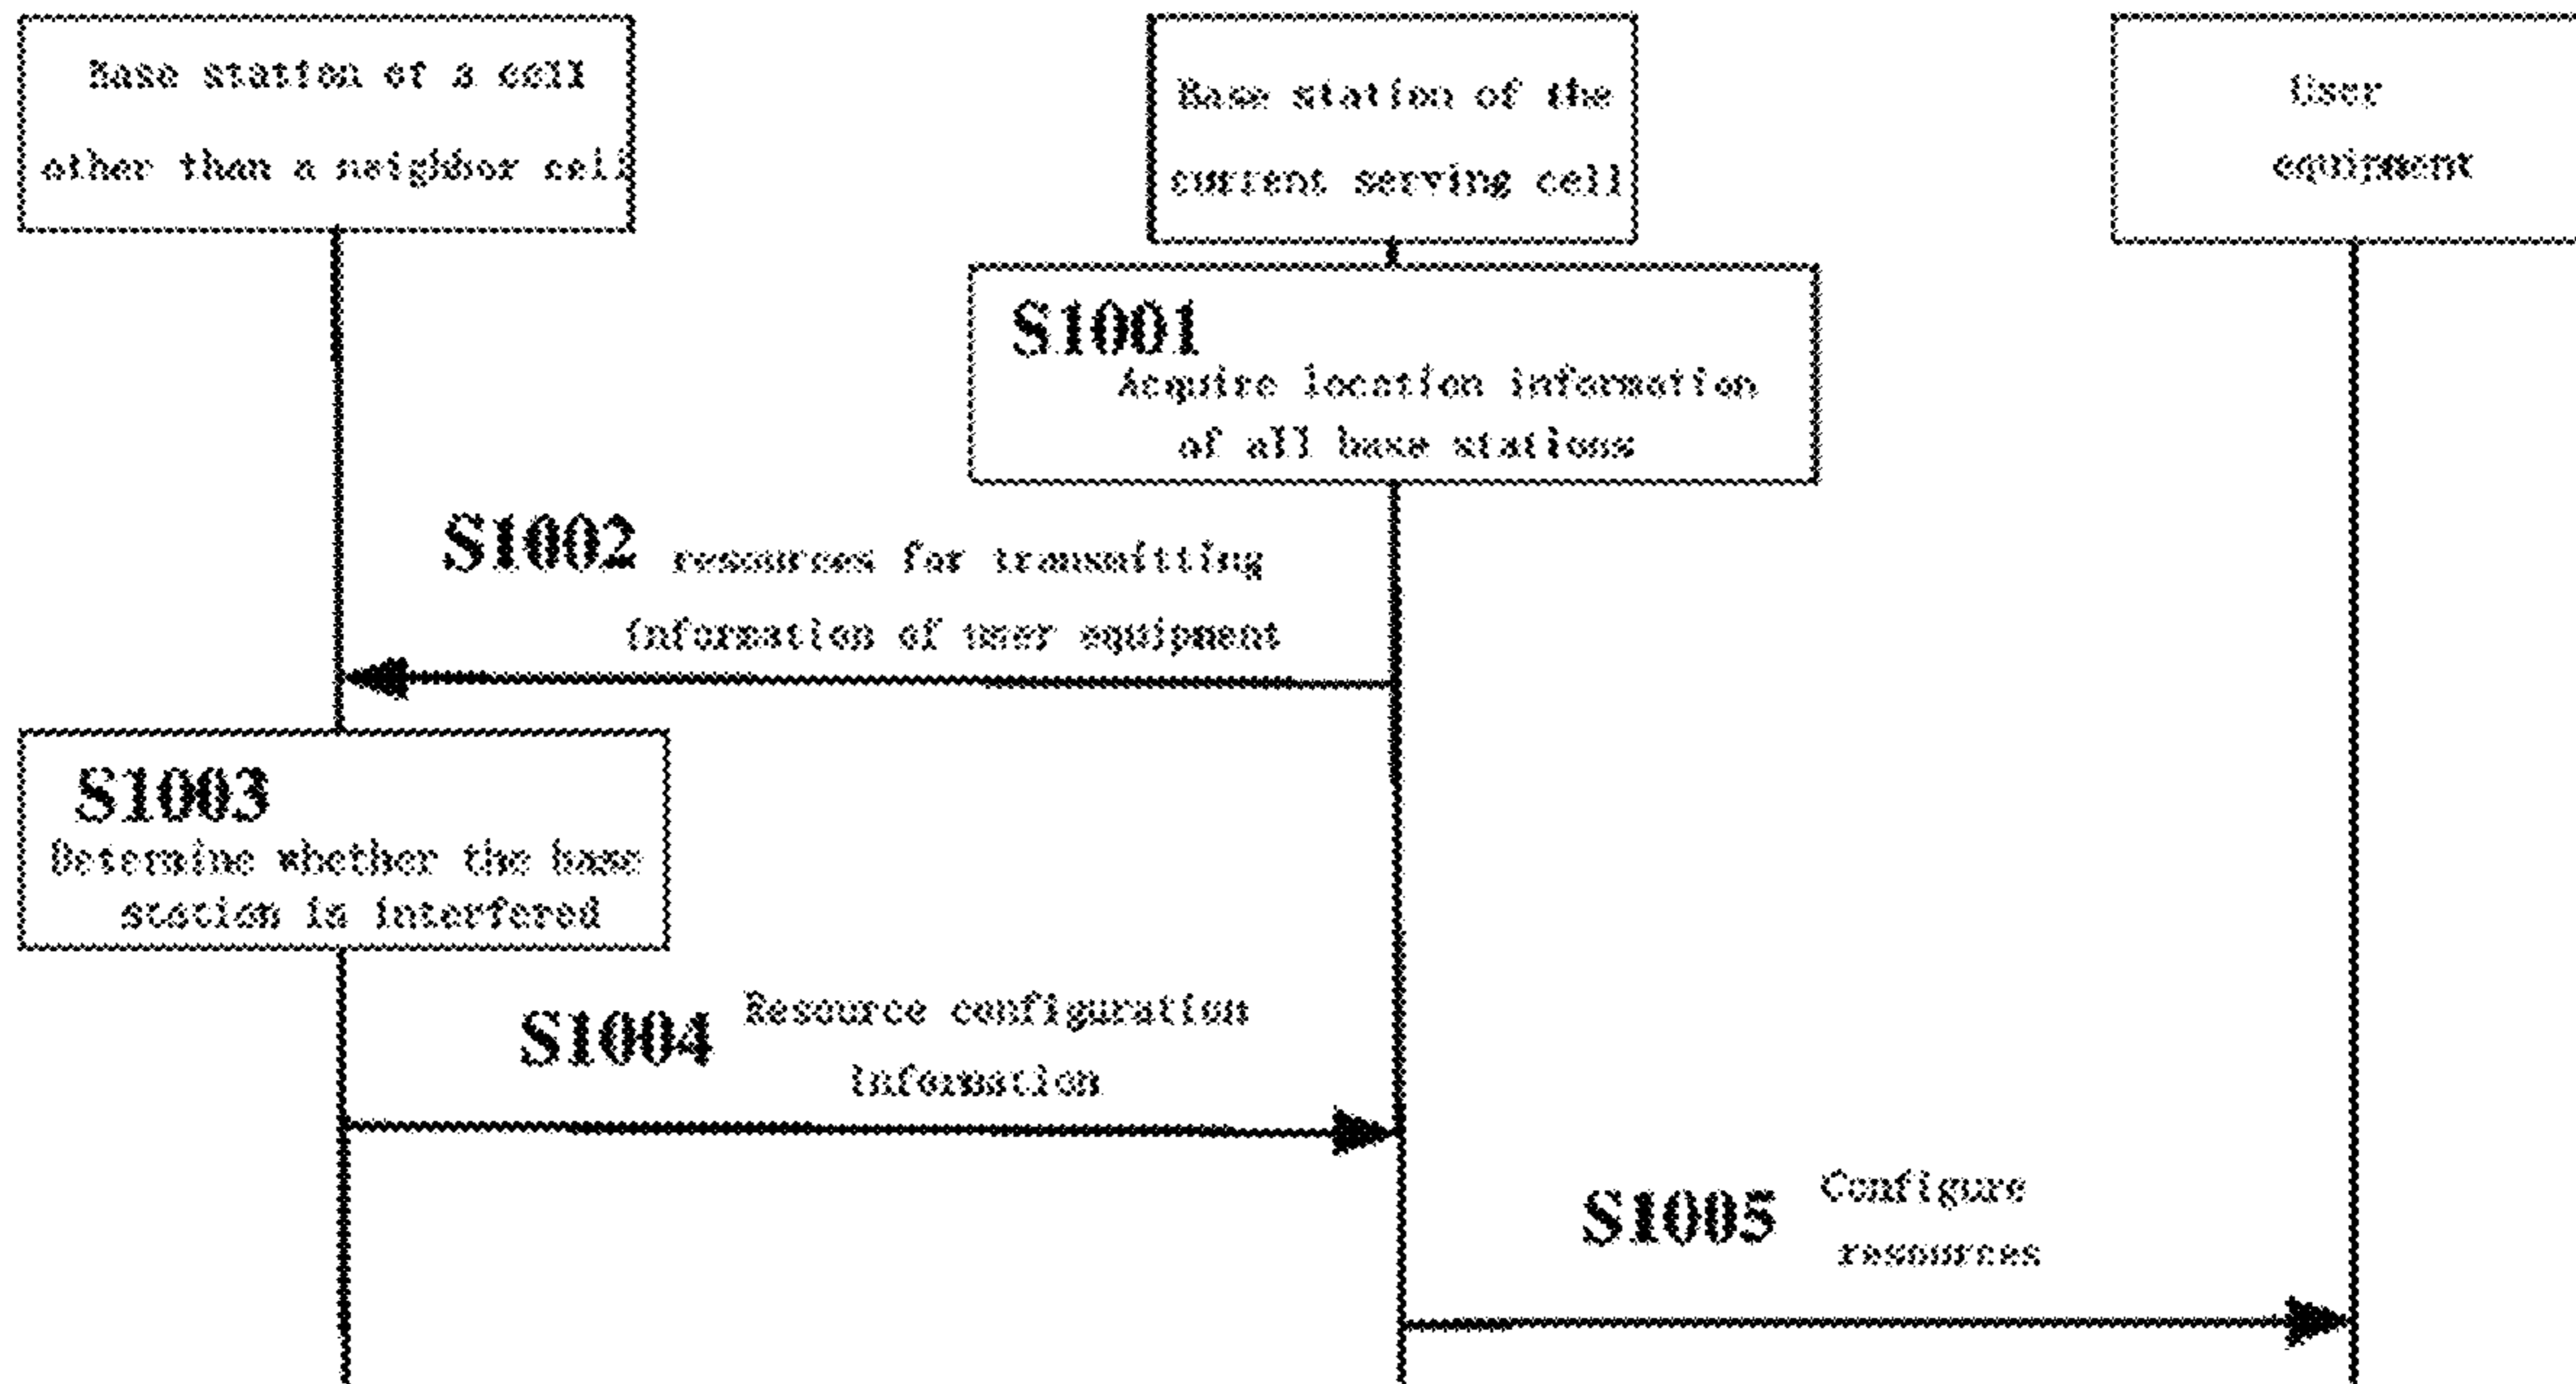 Base station of a cell
other than a neighbor cell
Base station of the
current serving cell
User
equipment
S1001
Acquire location information
of all base stations
S1002 resources for transmitting
information of user equipment
S1003
Determine whether the base
station is interfered
S1004 Resource configuration
information
S1005 Configure
resources